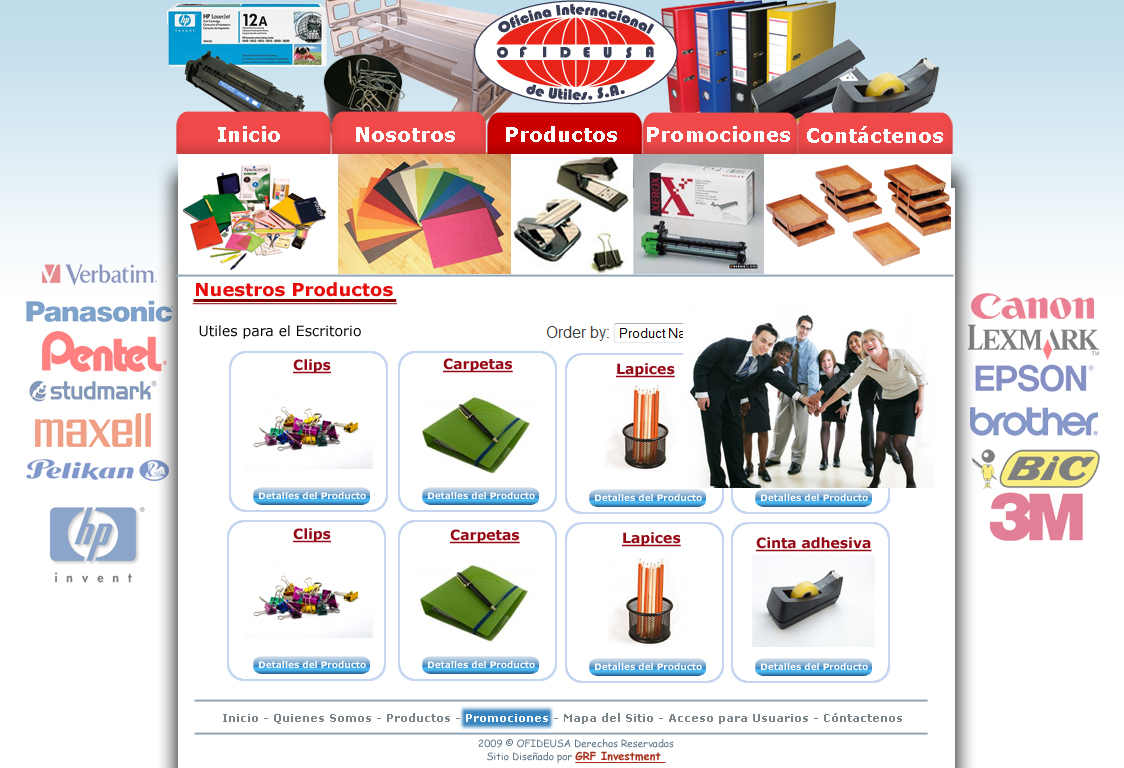 HP LaserJet
12A
Oficina Internacional
OFIDEUSA
de Utiles, S.A.
Inicio
Nosotros
Productos
Promociones
Contáctenos
XEROX
Verbatim.
Panasonic
Pentel
studmark
maxell
Pelikan
hp
invent
Canon
LEXMARK
EPSON
brother
BiC
3M
Nuestros Productos
Utiles para el Escritorio
Order by: Product Na
Clips
Carpetas
Lapices
Detalles del Producto
Detalles del Producto
Detalles del Producto
Detalles del Producto
Clips
Carpetas
Lapices
Cinta adhesiva
Detalles del Producto
Detalles del Producto
Detalles del Producto
Detalles del Producto
Inicio - Quienes Somos - Productos - Promociones - Mapa del Sitio - Acceso para Usuarios - Cóntactenos
2009 © OFIDEUSA Derechos Reservados
Sitio Diseñado por GRF Investment